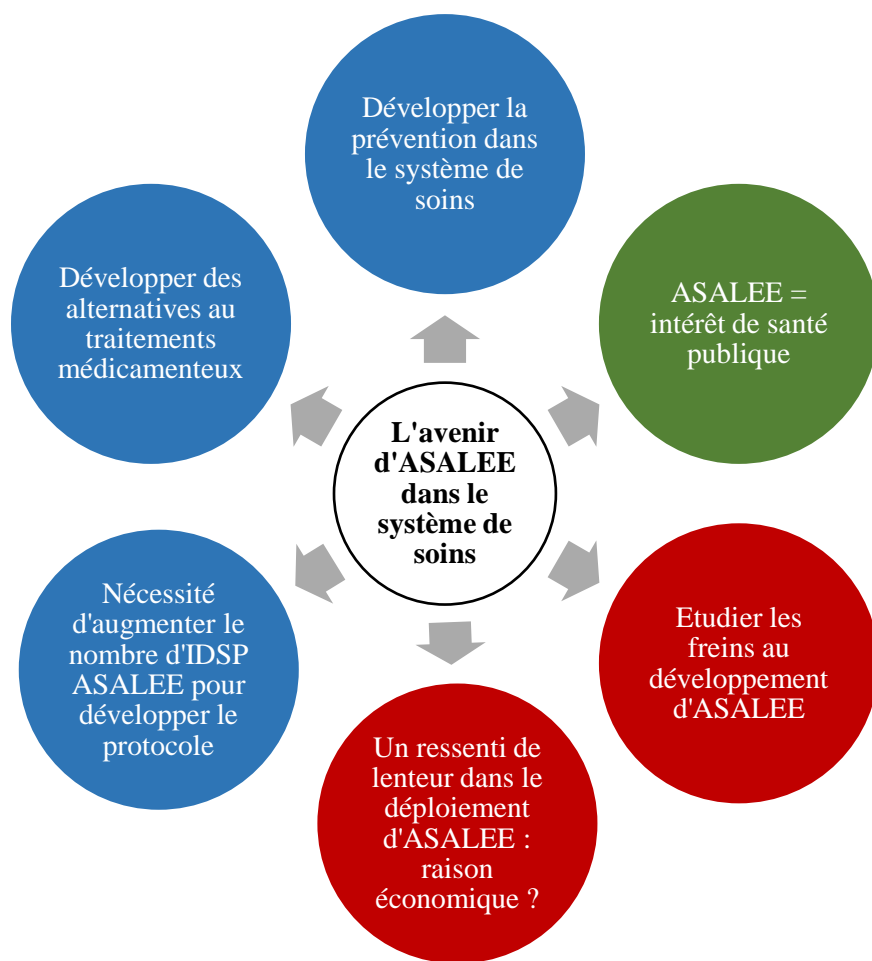 Développer la
prévention dans
le système de
soins
ASALEE =
intérêt de santé
publique
Etudier les
freins au
développement
d'ASALEE
Un ressenti de
lenteur dans le
déploiement
d'ASALEE :
raison
économique ?
Nécessité
d'augmenter le
nombre d'IDSP
ASALEE pour
développer le
protocole
Développer des
alternatives au
traitements
médicamenteux
L'avenir
d'ASALEE
dans le
système de
soins